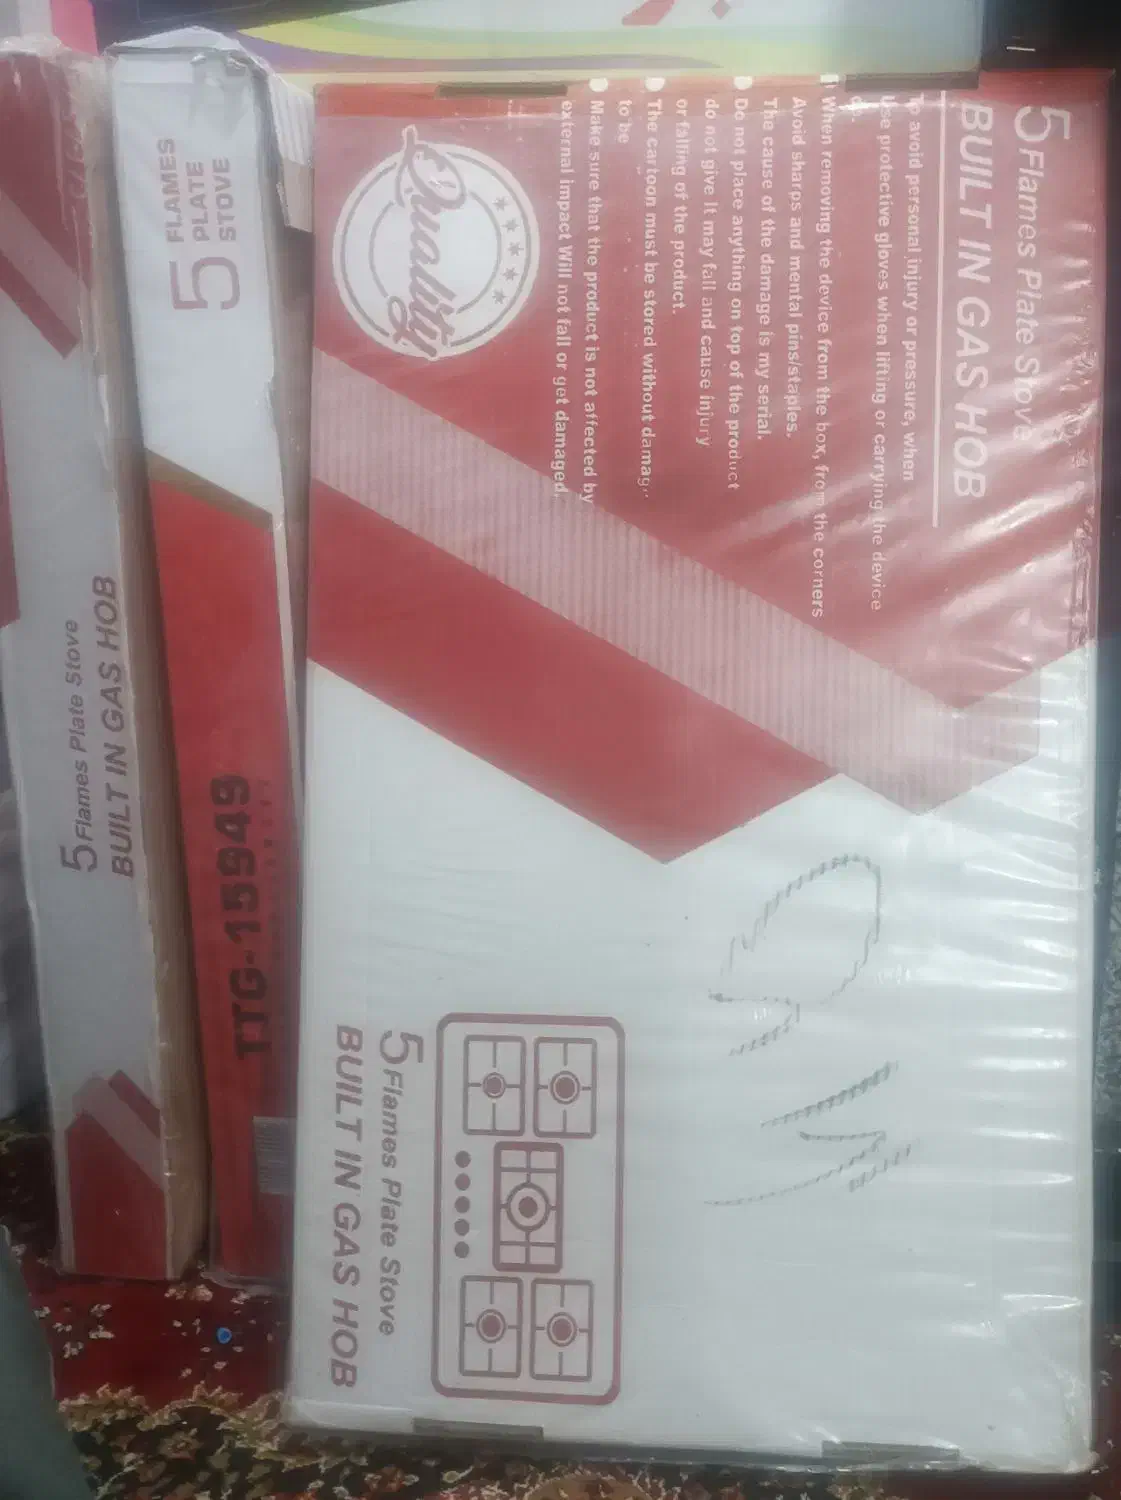 5 Flames Plate Stove
BUILT IN GAS HOB
To avoid personal injury or pressure, when
Use protective gloves when lifting or carrying the device
When removing the device from the box, from the corners
Avoid sharps and mental pins/staples.
The cause of the damage is my serial.
Do not place anything on top of the product
do not give It may fall and cause injury
or falling of the product.
The cartoon must be stored without
to be
Make sure that the product is not affected by
external impact Will not fall or get damaged.
Quality
5 Flames Plate Stove
BUILT IN GAS HOB
5
FLAMES
PLATE
STOVE
TTG-15949
5 Flames Plate Stove
BUILT IN GAS HOB